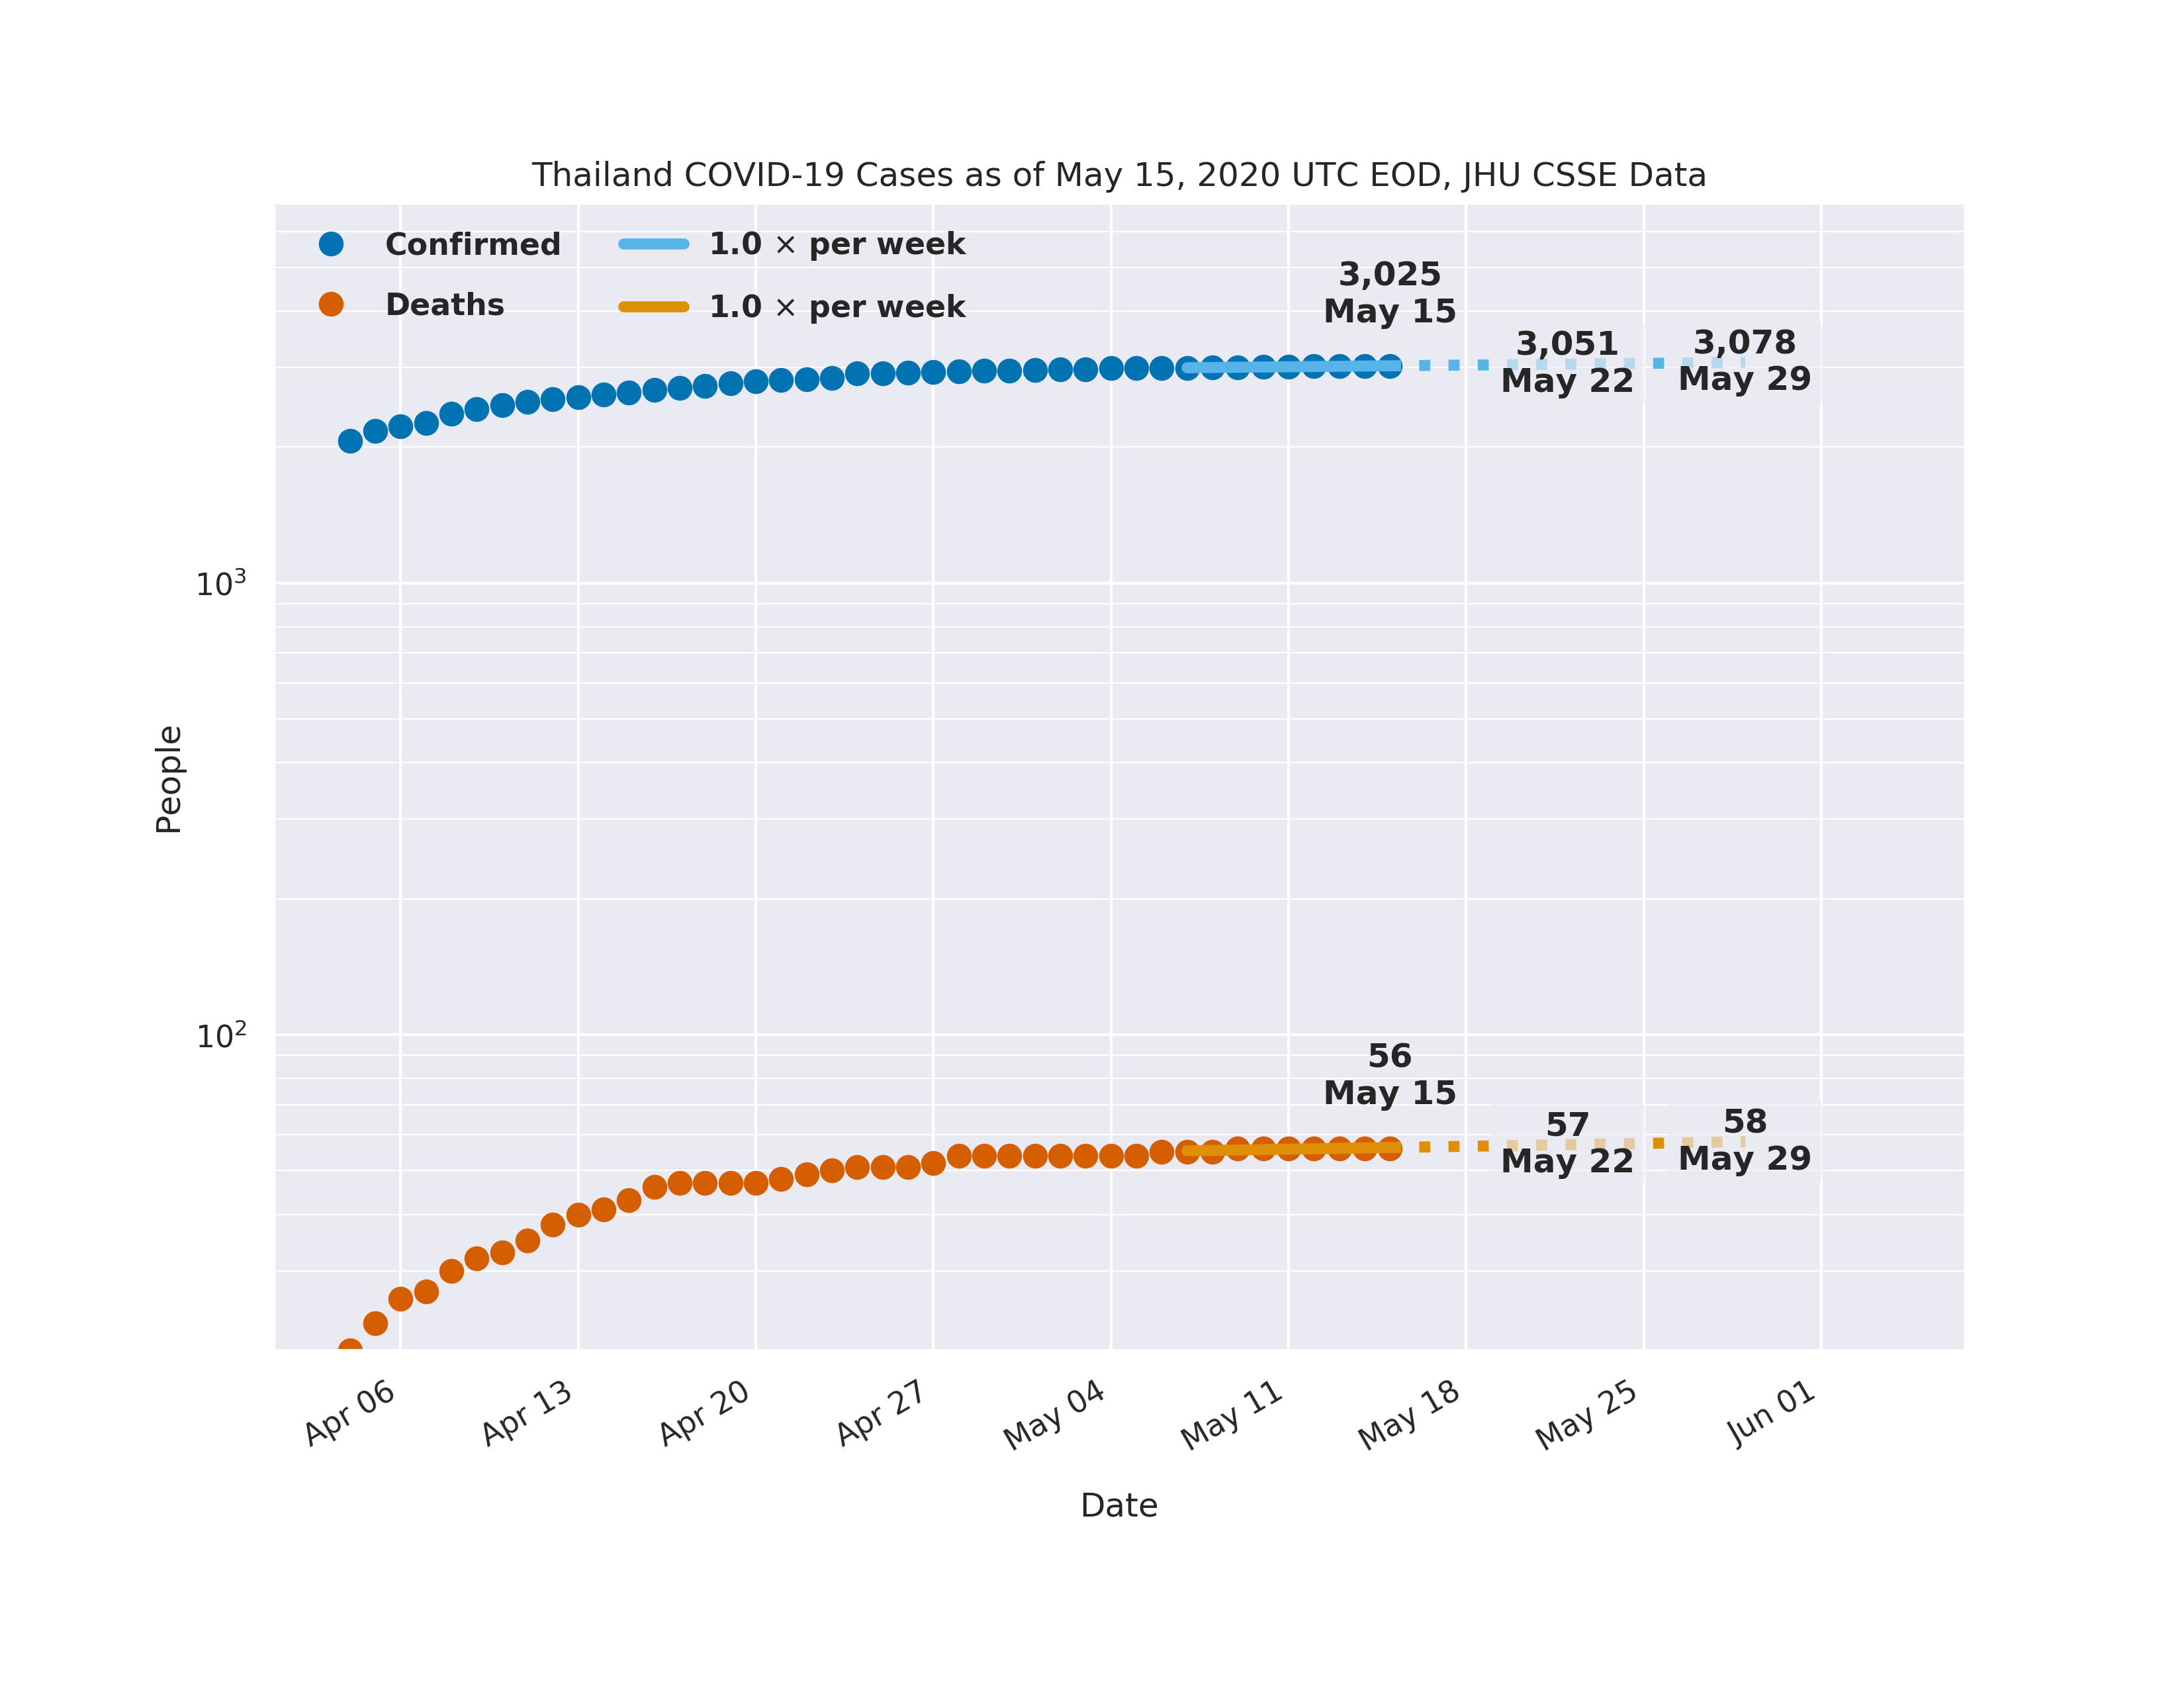 Thailand COVID-19 Cases as of May 15, 2020 UTC EOD, JHU CSSE Data
Confirmed
Deaths
1.0 × per week
1.0 × per week
3,025
May 15
3,051
May 22
3,078
May 29
10³
People
10²
56
May 15
57
May 22
58
May 29
Apr 06
Apr 13
Apr 20
Apr 27
May 04
May 11
May 18
May 25
Jun 01
Date